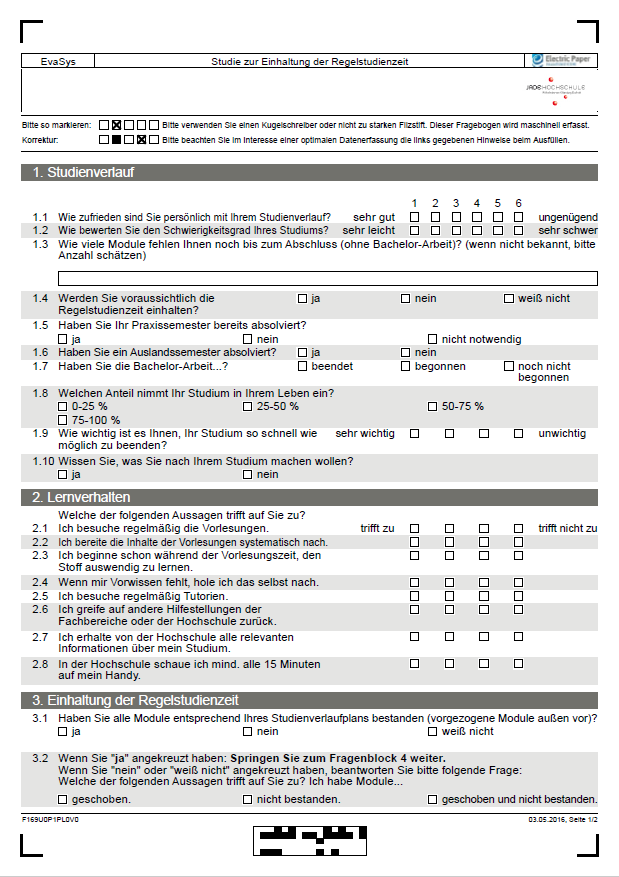 EvaSys Studie zur Einhaltung der Regelstudienzeit Electric Paper
JADEHOCHSCHULE
Bitte so markieren: Bitte verwenden Sie einen Kugelschreiber oder nicht zu starken Filzstift. Dieser Fragebogen wird maschinell erfasst.
Korrektur: Bitte beachten Sie im Interesse einer optimalen Datenerfassung die links gegebenen Hinweise beim Ausfüllen.
1. Studienverlauf
1 2 3 4 5 6
1.1 Wie zufrieden sind Sie persönlich mit Ihrem Studienverlauf? sehr gut ungenügend
1.2 Wie bewerten Sie den Schwierigkeitsgrad Ihres Studiums? sehr leicht sehr schwer
1.3 Wie viele Module fehlen Ihnen noch bis zum Abschluss (ohne Bachelor-Arbeit)? (wenn nicht bekannt, bitte
Anzahl schätzen)
1.4 Werden Sie voraussichtlich die ja nein weiß nicht
Regelstudienzeit einhalten?
1.5 Haben Sie Ihr Praxissemester bereits absolviert?
ja nein nicht notwendig
1.6 Haben Sie ein Auslandssemester absolviert? ja nein
1.7 Haben Sie die Bachelor-Arbeit...? beendet begonnen noch nicht
begonnen
1.8 Welchen Anteil nimmt Ihr Studium in Ihrem Leben ein?
0-25 % 25-50 % 50-75 %
75-100 %
1.9 Wie wichtig ist es Ihnen, Ihr Studium so schnell wie sehr wichtig unwichtig
möglich zu beenden?
1.10 Wissen Sie, was Sie nach Ihrem Studium machen wollen?
ja nein
2. Lernverhalten
Welche der folgenden Aussagen trifft auf Sie zu?
2.1 Ich besuche regelmäßig die Vorlesungen. trifft zu trifft nicht zu
2.2 Ich bereite die Inhalte der Vorlesungen systematisch nach.
2.3 Ich beginne schon während der Vorlesungszeit, den
Stoff auswendig zu lernen.
2.4 Wenn mir Vorwissen fehlt, hole ich das selbst nach.
2.5 Ich besuche regelmäßig Tutorien.
2.6 Ich greife auf andere Hilfestellungen der
Fachbereiche oder der Hochschule zurück.
2.7 Ich erhalte von der Hochschule alle relevanten
Informationen über mein Studium.
2.8 In der Hochschule schaue ich mind. alle 15 Minuten
auf mein Handy.
3. Einhaltung der Regelstudienzeit
3.1 Haben Sie alle Module entsprechend Ihres Studienverlaufplans bestanden (vorgezogene Module außen vor)?
ja nein weiß nicht
3.2 Wenn Sie "ja" angekreuzt haben: Springen Sie zum Fragenblock 4 weiter.
Wenn Sie "nein" oder "weiß nicht" angekreuzt haben, beantworten Sie bitte folgende Frage:
Welche der folgenden Aussagen trifft auf Sie zu? Ich habe Module...
geschoben. nicht bestanden. geschoben und nicht bestanden.
F169U0P1PL0V0 03.05.2016, Seite 1/2